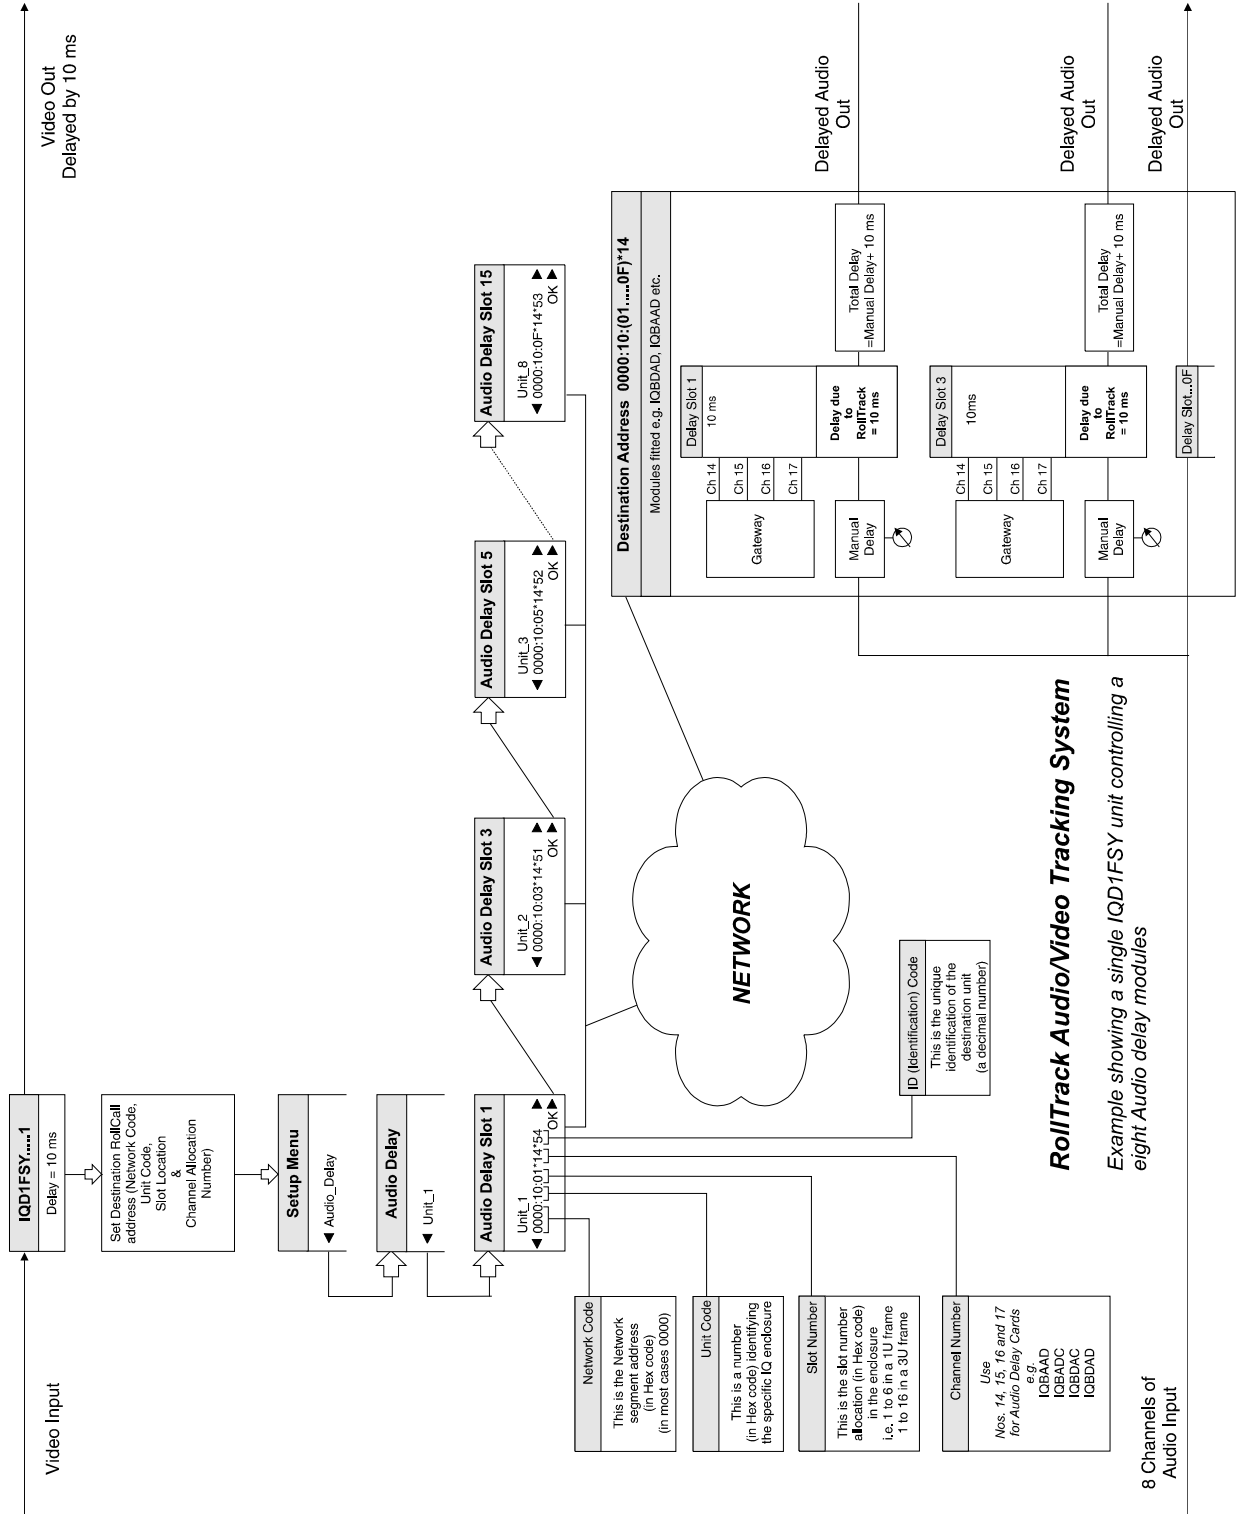 Video Input
IQD1FSY.....1
Delay = 10 ms
Video Out
Delayed by 10 ms
Set Destination RollCall
address (Network Code,
Unit Code,
Slot Location
&
Channel Allocation
Number)
Setup Menu
Audio_Delay
Audio Delay
Unit_1
Audio Delay Slot 1
Unit_1
0000:10:01*14*54
OK
Audio Delay Slot 3
Unit_2
0000:10:03*14*51
OK
Audio Delay Slot 5
Unit_3
0000:10:05*14*52
OK
Audio Delay Slot 15
Unit_8
0000:10:0F*14*53
OK
Network Code
This is the Network
segment address
(in Hex code)
(in most cases 0000)
Unit Code
This is a number
(in Hex code) identifying
the specific IQ enclosure
Slot Number
This is the slot number
allocation (in Hex code)
in the enclosure
i.e. 1 to 6 in a 1U frame
1 to 16 in a 3U frame
Channel Number
Use
Nos. 14, 15, 16 and 17
for Audio Delay Cards
e.g.
IQBAAD
IQBADC
IQBDAC
IQBDAD
ID (Identification) Code
This is the unique
identification of the
destination unit
(a decimal number)
NETWORK
Destination Address 0000:10:(01.....0F)*14
Modules fitted e.g. IQBDAD, IQBAAD etc.
Delay Slot 1
10 ms
Ch 14
Ch 15
Ch 16
Ch 17
Gateway
Manual
Delay
Delay due
to
RollTrack
= 10 ms
Total Delay
=Manual Delay+ 10 ms
Delayed Audio
Out
Delay Slot 3
10ms
Ch 14
Ch 15
Ch 16
Ch 17
Gateway
Manual
Delay
Delay due
to
RollTrack
= 10 ms
Total Delay
=Manual Delay+ 10 ms
Delayed Audio
Out
Delay Slot...0F
Delayed Audio
Out
RollTrack Audio/Video Tracking System
Example showing a single IQD1FSY unit controlling a
eight Audio delay modules
8 Channels of
Audio Input